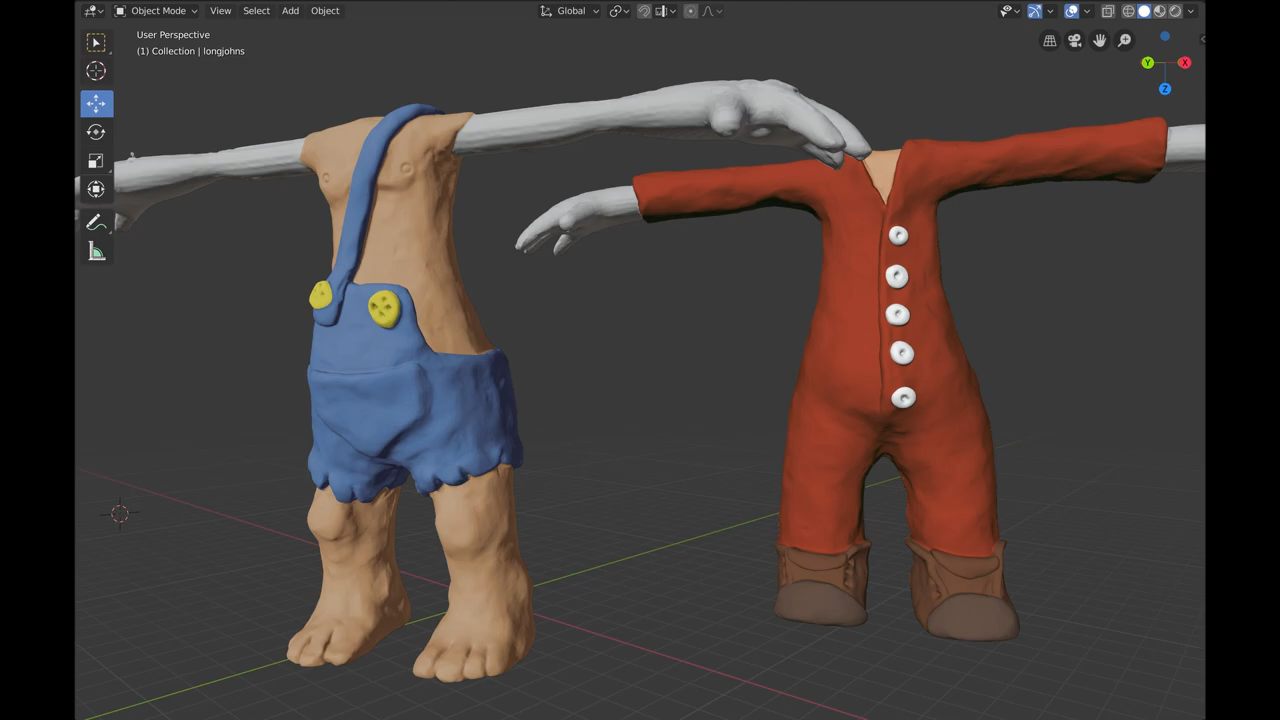 Object Mode View Select Add Object Global
User Perspective
(1) Collection | longjohns
Y X
Z